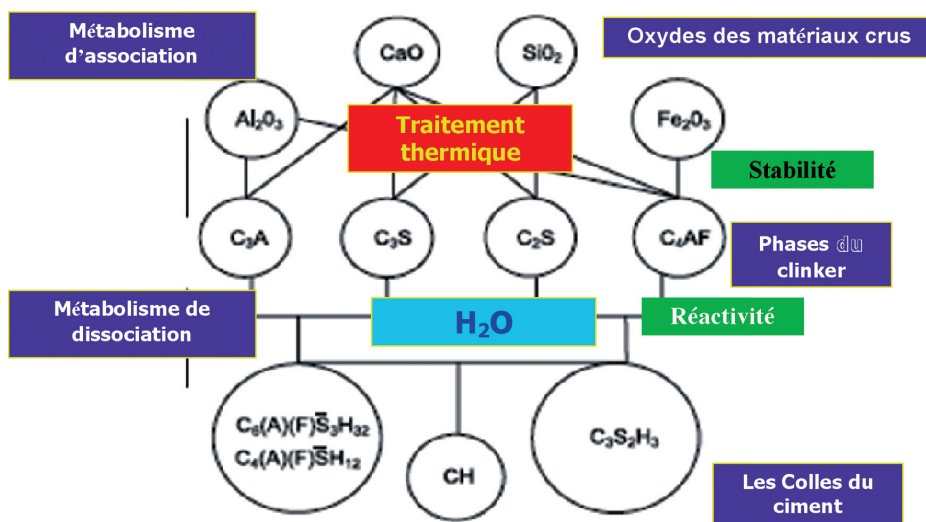 Métabolisme
d'association
CaO
SiO₂
Oxydes des matériaux crus
Al₂O₃
Traitement
thermique
Fe₂O₃
Stabilité
C₃A
C₃S
C₂S
C₄AF
Phases du
clinker
Métabolisme de
dissociation
H₂O
Réactivité
C₆(A)(F)S̅₃H₃₂
C₄(A)(F)S̅H₁₂
CH
C₃S₂H₃
Les Colles du
ciment